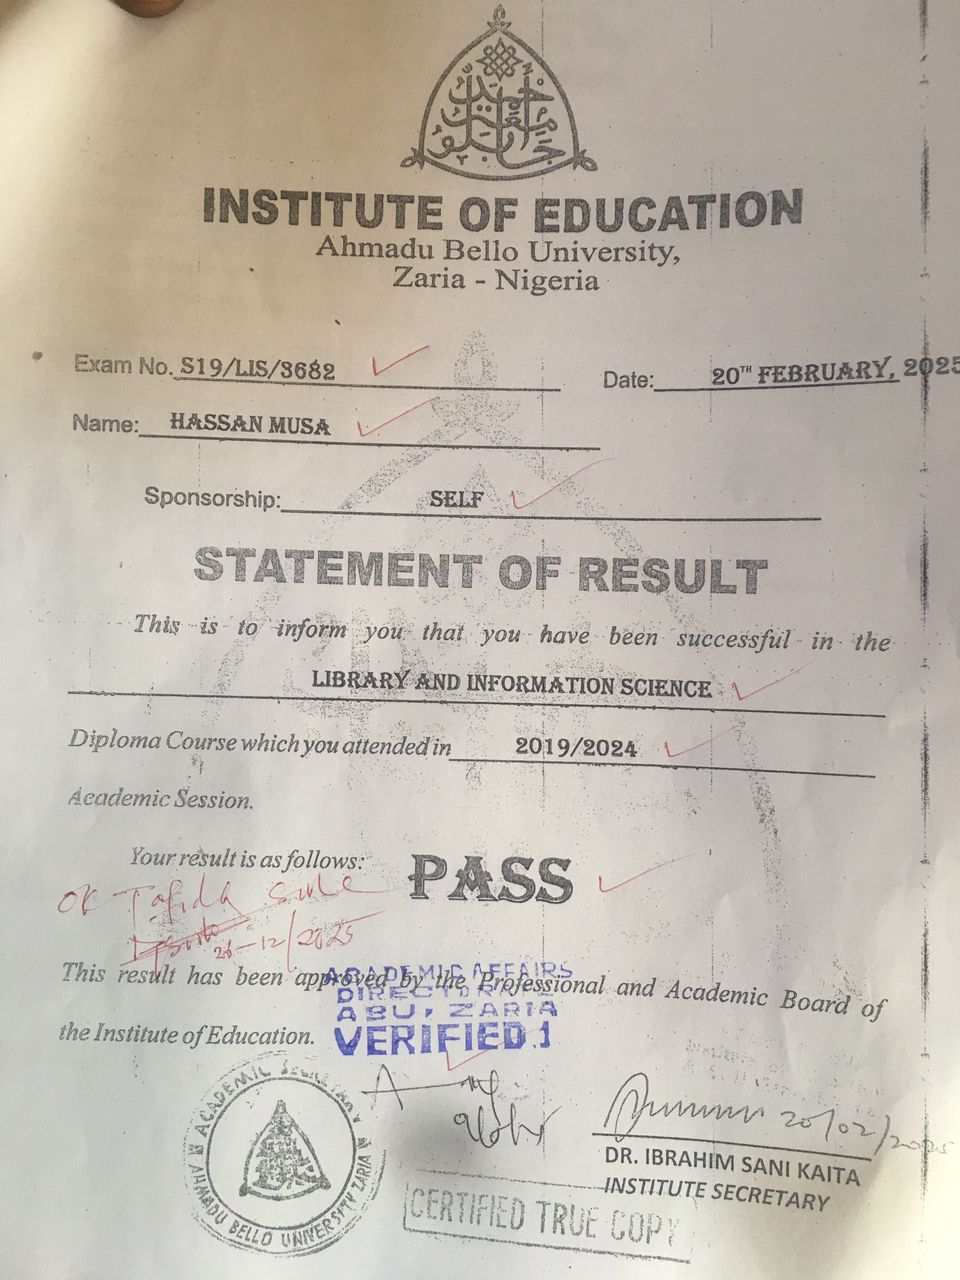 INSTITUTE OF EDUCATION
Ahmadu Bello University,
Zaria - Nigeria
Exam No. S19/LIS/3682
Date: 20TH FEBRUARY, 2025
Name: HASSAN MUSA
Sponsorship: SELF
STATEMENT OF RESULT
This is to inform you that you have been successful in the
LIBRARY AND INFORMATION SCIENCE
Diploma Course which you attended in 2019/2024
Academic Session.
Your result is as follows: PASS
OK Tafida
26-12/2025
This result has been approved by the Professional and Academic Board of
the Institute of Education.
ACADEMIC AFFAIRS
DIRECTORATE
ABU, ZARIA
VERIFIED 1
20/02/2025
DR. IBRAHIM SANI KAITA
INSTITUTE SECRETARY
ACADEMIC SECRETARY
AHMADU BELLO UNIVERSITY ZARIA
CERTIFIED TRUE COPY